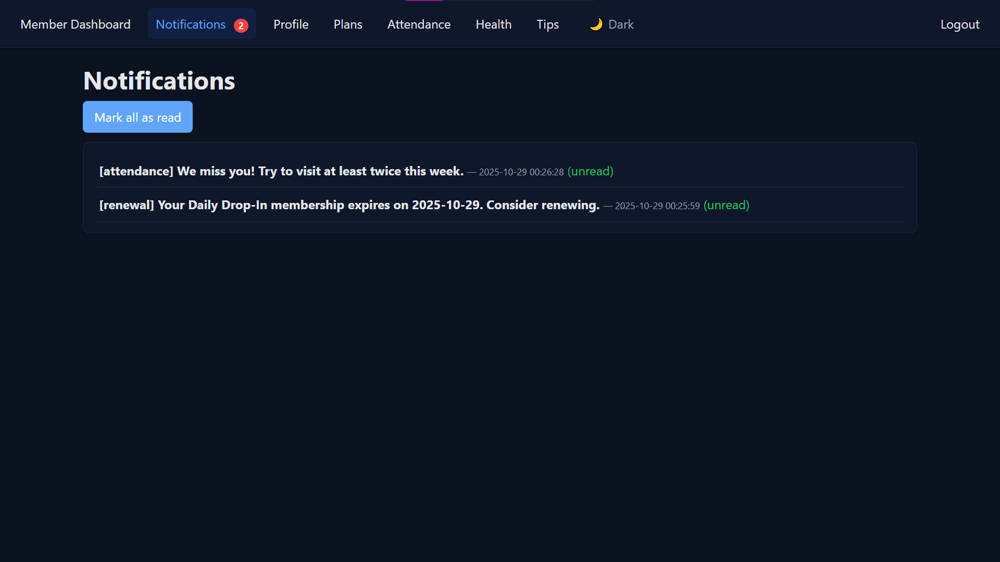 Member Dashboard Notifications 2 Profile Plans Attendance Health Tips 🌙 Dark Logout
Notifications
Mark all as read
[attendance] We miss you! Try to visit at least twice this week. — 2025-10-29 00:26:28 (unread)
[renewal] Your Daily Drop-In membership expires on 2025-10-29. Consider renewing. — 2025-10-29 00:25:59 (unread)